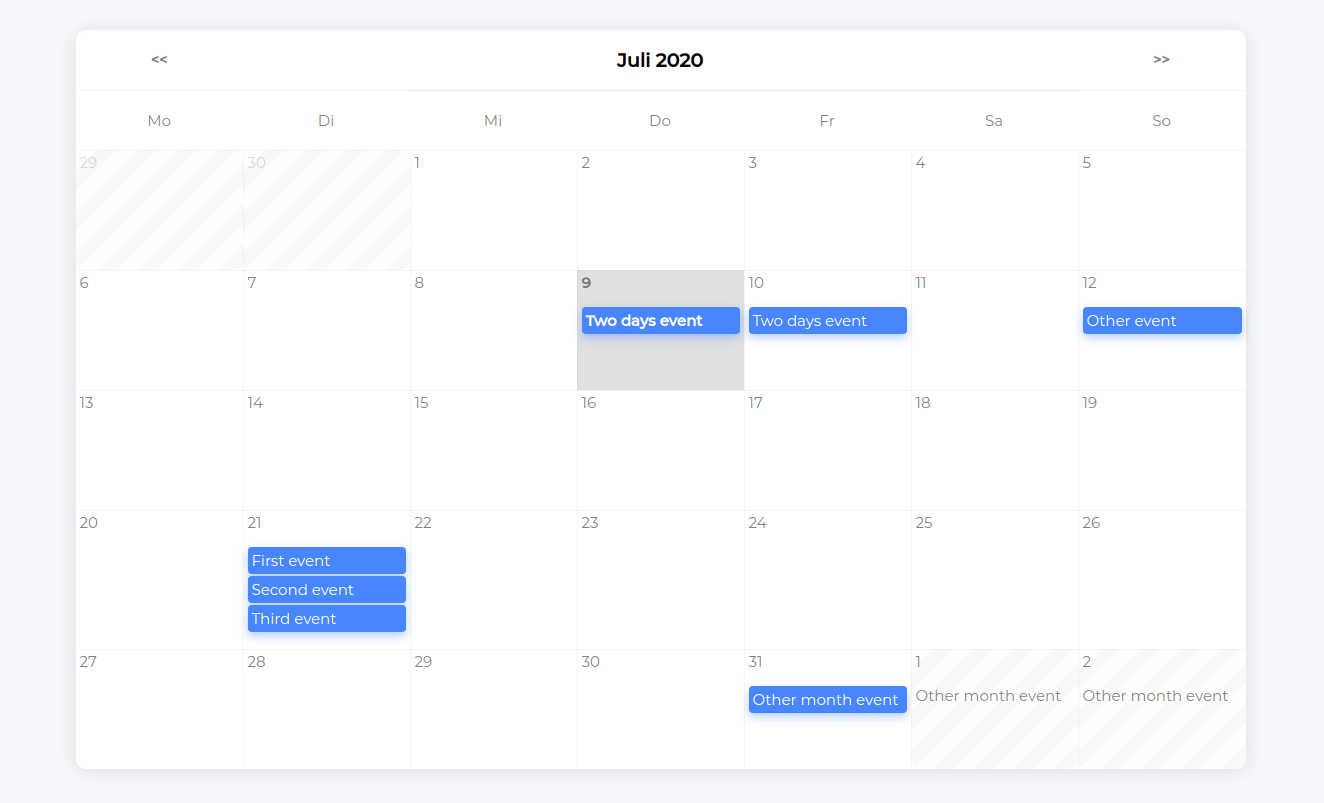 << Juli 2020 >>
Mo Di Mi Do Fr Sa So
29 30 1 2 3 4 5
6 7 8 9 10 11 12
Two days event Two days event Other event
13 14 15 16 17 18 19
20 21 22 23 24 25 26
First event
Second event
Third event
27 28 29 30 31 1 2
Other month event Other month event Other month event